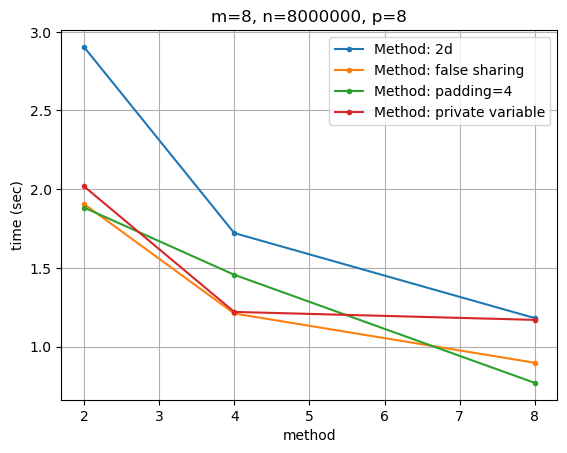 m=8, n=8000000, p=8
3.0
2.5
2.0
1.5
1.0
time (sec)
Method: 2d
Method: false sharing
Method: padding=4
Method: private variable
2 3 4 5 6 7 8
method